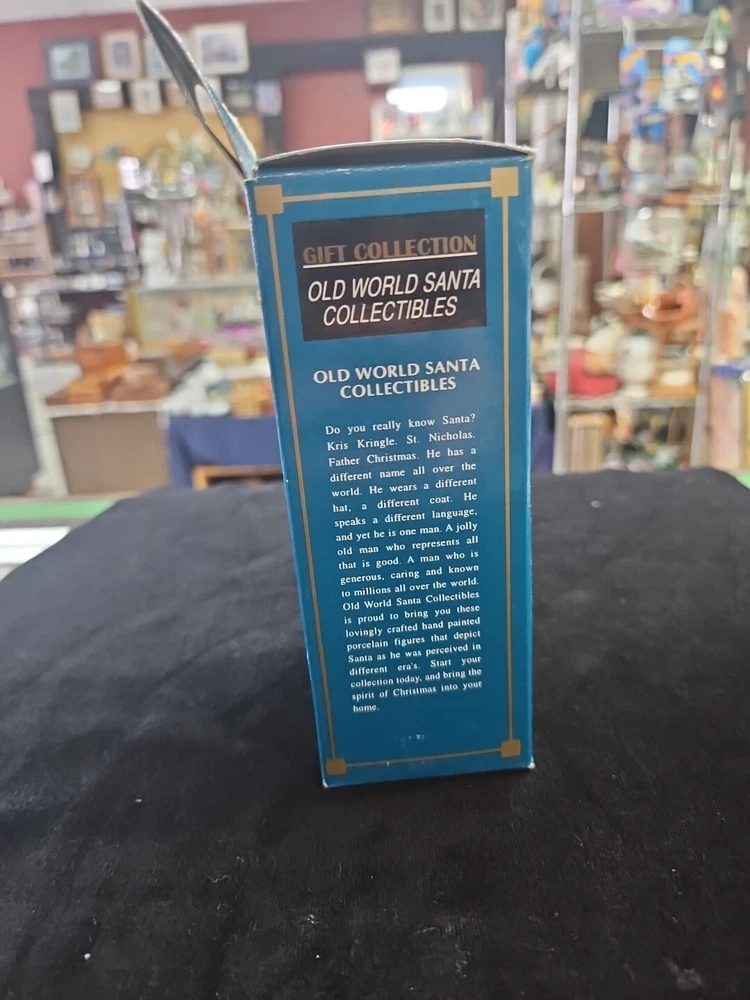 GIFT COLLECTION
OLD WORLD SANTA
COLLECTIBLES
OLD WORLD SANTA
COLLECTIBLES
Do you really know Santa?
Kris Kringle. St. Nicholas.
Father Christmas. He has a
different name all over the
world. He wears a different
hat, a different coat. He
speaks a different language,
and yet he is one man. A jolly
old man who represents all
that is good. A man who is
generous, caring and known
to millions all over the world.
Old World Santa Collectibles
is proud to bring you these
lovingly crafted hand painted
porcelain figures that depict
Santa as he was perceived in
different era's. Start your
collection today, and bring the
spirit of Christmas into your
home.